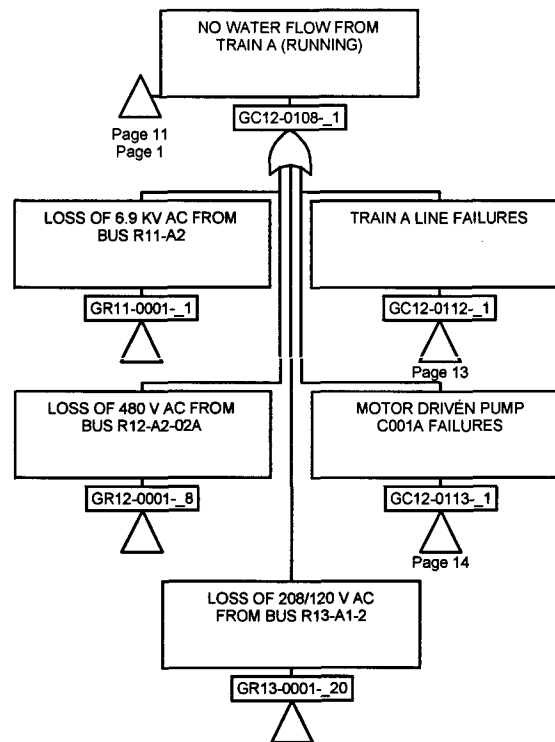 NO WATER FLOW FROM
TRAIN A (RUNNING)
Page 11
Page 1
GC12-0108-_1
LOSS OF 6.9 KV AC FROM
BUS R11-A2
GR11-0001-_1
TRAIN A LINE FAILURES
GC12-0112-_1
Page 13
LOSS OF 480 V AC FROM
BUS R12-A2-02A
GR12-0001-_8
MOTOR DRIVEN PUMP
C001A FAILURES
GC12-0113-_1
Page 14
LOSS OF 208/120 V AC
FROM BUS R13-A1-2
GR13-0001-_20